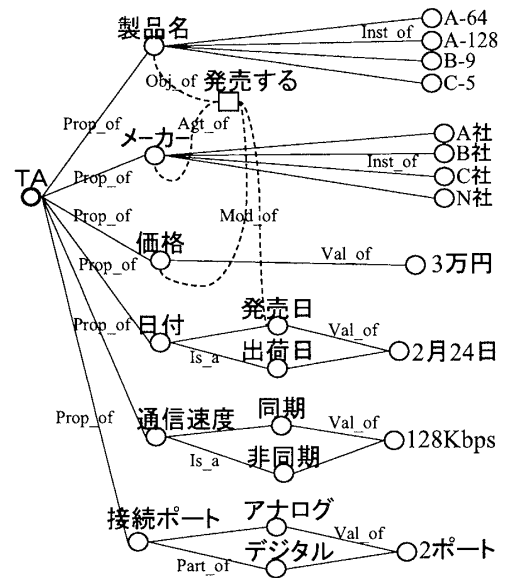 製品名
A-64
Inst_of
A-128
B-9
C-5
Obj_of
発売する
Prop_of
メーカー
Agt_of
A社
B社
Inst_of
C社
N社
TA
Prop_of
Prop_of
Mod_of
価格
Val_of
3万円
Prop_of
発売日
Prop_of
日付
Val_of
Is_a
出荷日
2月24日
Prop_of
通信速度
同期
Val_of
128Kbps
Is_a
非同期
接続ポート
アナログ
Val_of
デジタル
2ポート
Part_of